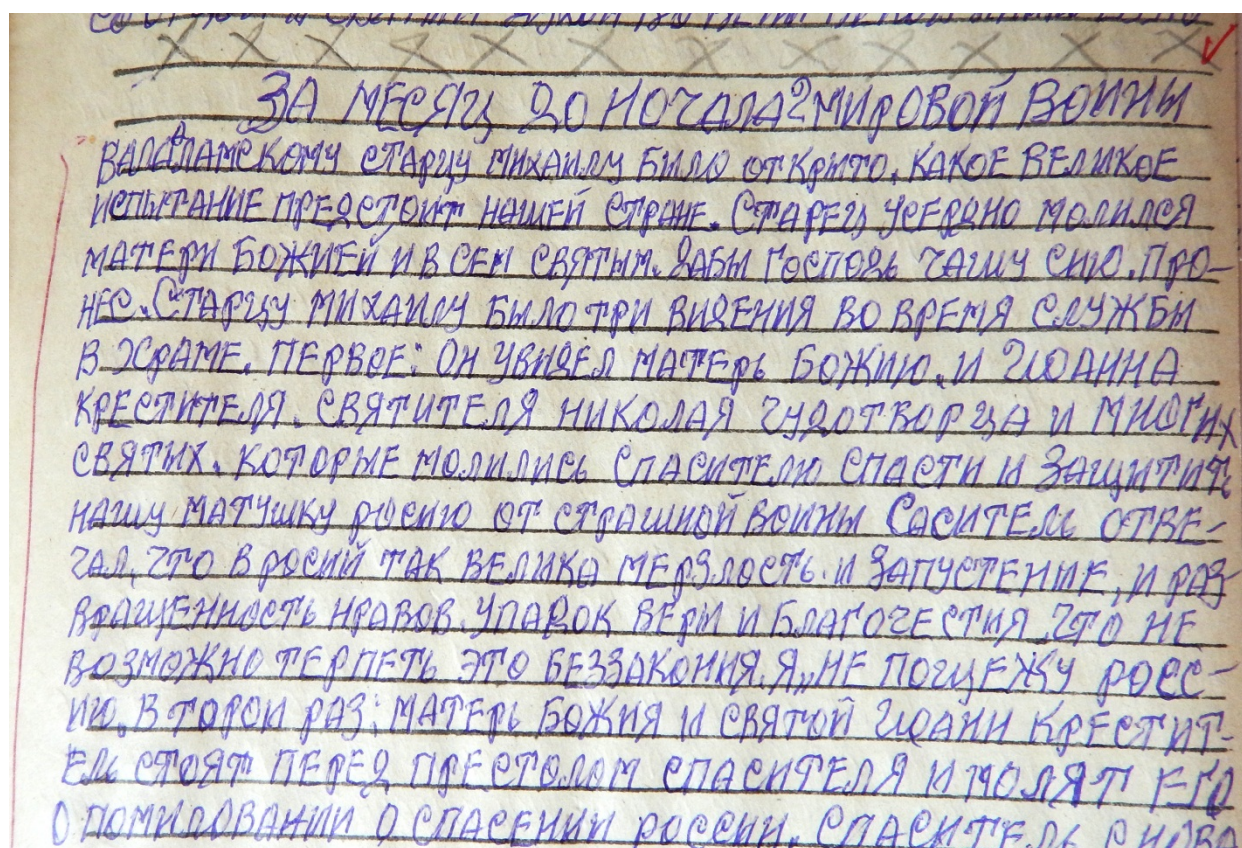 ЗА МЕСЯЦ ДО НОЧАЛА 2 МИРОВОЙ ВОИНЫ
ВАЛААМСКОМУ СТАРЦУ МИХАИЛУ БЫЛО ОТКРЫТО, КАКОЕ ВЕЛИКОЕ
ИСПЫТАНИЕ ПРЕДСТОИТ НАШЕЙ СТРАНЕ. СТАРЕЦ УСЕРДНО МОЛИЛСЯ
МАТЕРИ БОЖИЕЙ И ВСЕМ СВЯТЫМ. ДАБЫ ГОСПОДЬ ЧАШУ СИЮ. ПРО-
НЕС. СТАРЦУ МИХАИЛУ БЫЛО ТРИ ВИДЕНИЯ ВО ВРЕМЯ СЛУЖБЫ
В ХРАМЕ. ПЕРВОЕ: ОН УВИДЕЛ МАТЕРЬ БОЖИЮ. И ИОАННА
КРЕСТИТЕЛЯ. СВЯТИТЕЛЯ НИКОЛАЯ ЧУДОТВОРЦА И МНОГИХ
СВЯТЫХ. КОТОРЫЕ МОЛИЛИСЬ СПАСИТЕЛЮ СПАСТИ И ЗАЩИТИТЬ
НАШУ МАТУШКУ РОСИЮ ОТ СТРАШНОЙ ВОИНЫ САСИТЕЛЬ ОТВЕ-
ЧАЛ, ЧТО В РОСИЙ ТАК ВЕЛИКА МЕРЗЛОСТЬ. И ЗАПУСТЕНИЕ, И РАЗ-
ВРАЩЕННОСТЬ НРАВОВ. УПАДОК ВЕРЫ И БЛАГОЧЕСТИЯ. ЧТО НЕ
ВОЗМОЖНО ТЕРПЕТЬ ЭТО БЕЗЗАКОНИЯ. Я„ НЕ ПОЩЕЖУ РОСС-
ИЮ. В ТОРОЙ РАЗ: МАТЕРЬ БОЖИЯ И СВЯТОЙ ИОАНН КРЕСТИТ-
ЕЛЬ СТОЯТ ПЕРЕД ПРЕСТОЛОМ СПАСИТЕЛЯ И МОЛЯТ ЕГО
О ПОМИЛОВАНИИ О СПАСЕНИИ РОССИИ. СПАСИТЕЛЬ СНОВА